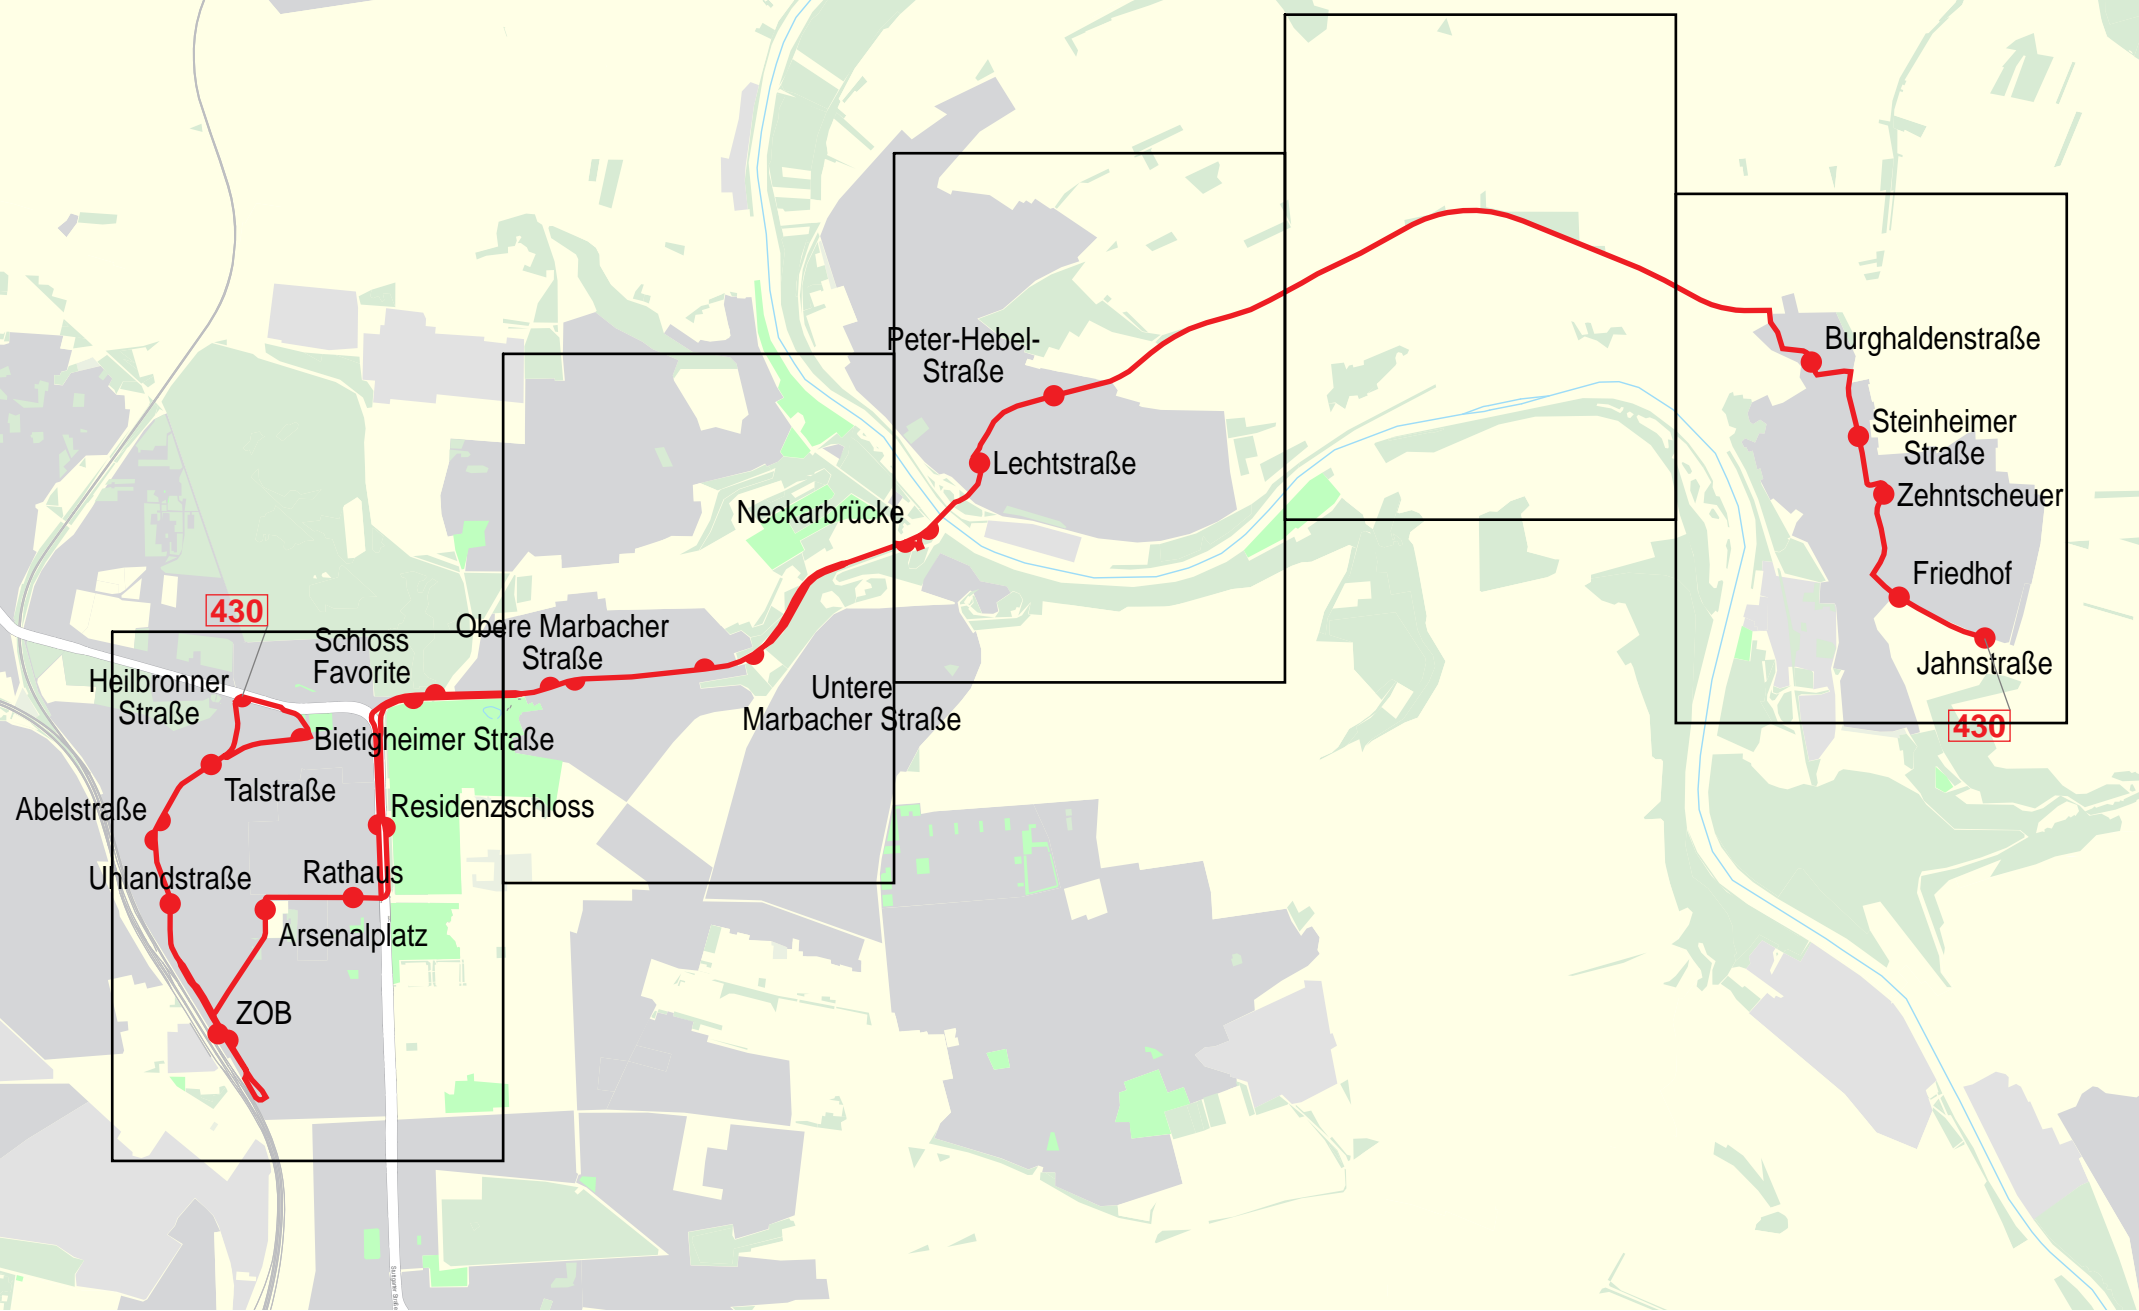 Peter-Hebel-
Straße
Burghaldenstraße
Steinheimer
Straße
Lechtstraße
Zehntscheuer
Neckarbrücke
Friedhof
430
Schloss
Favorite
Obere Marbacher
Straße
Jahnstraße
Heilbronner
Straße
Untere
Marbacher Straße
430
Bietigheimer Straße
Talstraße
Abelstraße
Residenzschloss
Uhlandstraße
Rathaus
Arsenalplatz
ZOB